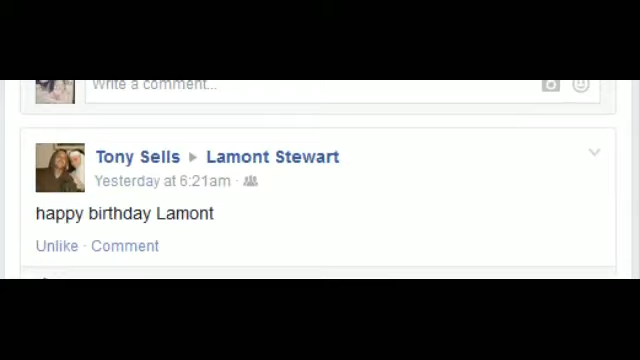 Write a comment...
Tony Sells ▶ Lamont Stewart
Yesterday at 6:21am ·
happy birthday Lamont
Unlike · Comment